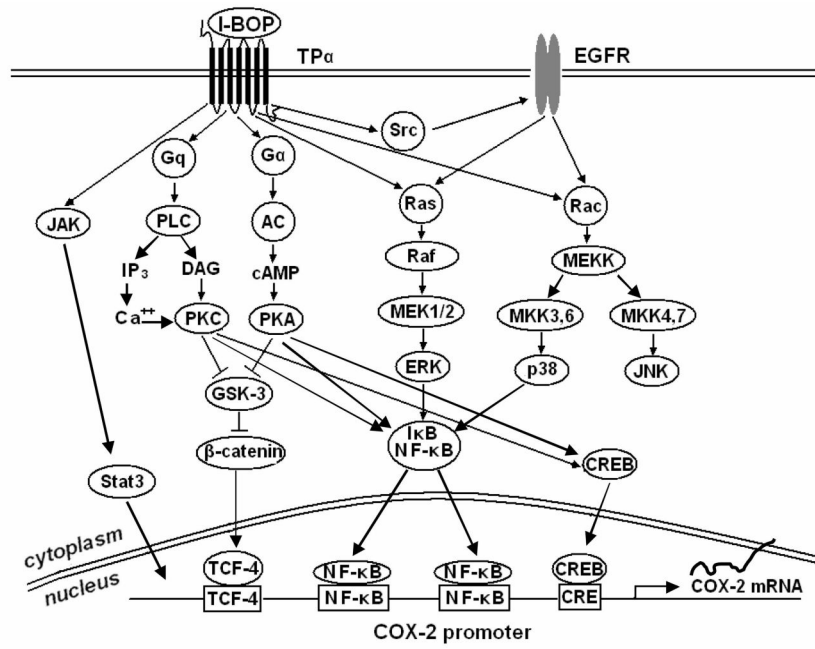 I-BOP
TPα
EGFR
Src
Gq
Gα
Ras
Rac
JAK
PLC
AC
Raf
MEKK
IP3
DAG
cAMP
Ca++
PKC
PKA
MEK1/2
MKK3,6
MKK4,7
ERK
p38
JNK
GSK-3
IκB
NF-κB
β-catenin
CREB
Stat3
cytoplasm
nucleus
TCF-4
NF-κB
NF-κB
CREB
COX-2 mRNA
TCF-4
NF-κB
NF-κB
CRE
COX-2 promoter